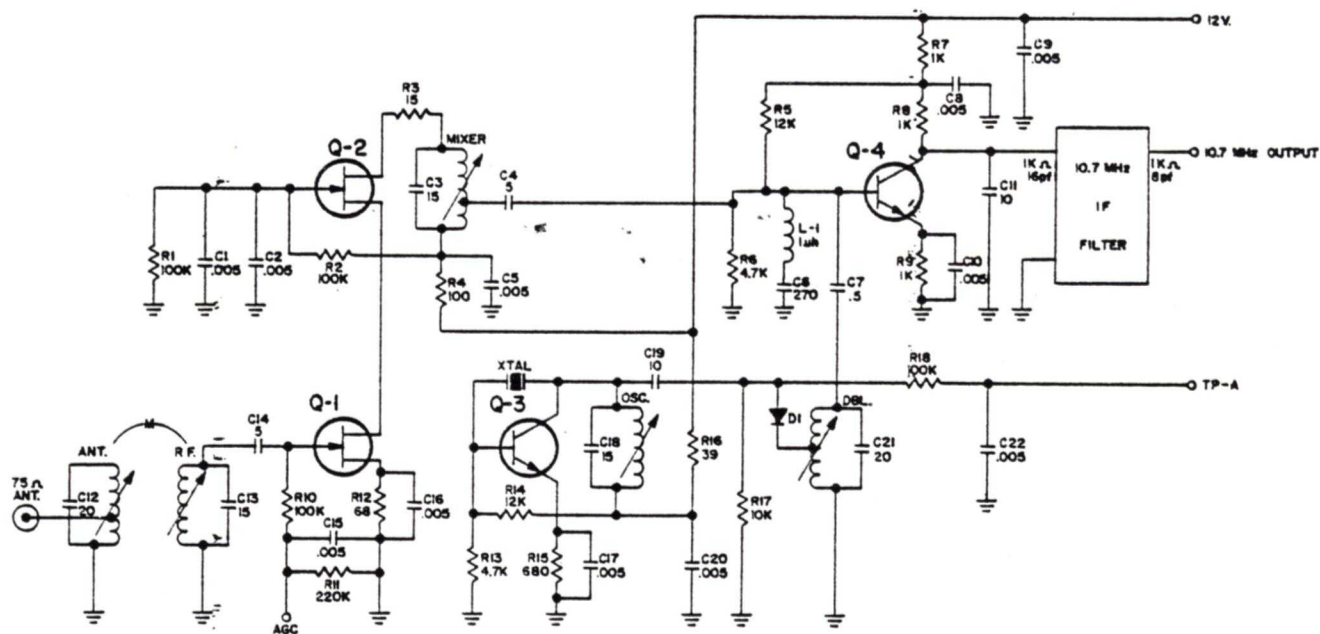 12V.
R7
1K
C9
.005
R3
15
C8
.005
R5
12K
R8
1K
MIXER
Q-2
Q-4
C3
15
C4
5
1K Ω
16pf
10.7 MHz
IF
FILTER
1K Ω
8pf
10.7 MHz OUTPUT
C11
10
L-1
1uh
R1
100K
C1
.005
C2
.005
R2
100K
R4
100
C5
.005
R6
4.7K
C6
270
C7
.5
R9
1K
C10
.005
XTAL
C19
10
R18
100K
TP-A
Q-1
Q-3
OSC.
D1
DBL.
M
ANT.
R.F.
C14
5
C18
15
R16
39
C21
20
C22
.005
75 Ω
ANT.
C12
20
C13
15
R10
100K
R12
68
C16
.005
R14
12K
R17
10K
C15
.005
R13
4.7K
R15
680
C17
.005
C20
.005
R11
220K
AGC